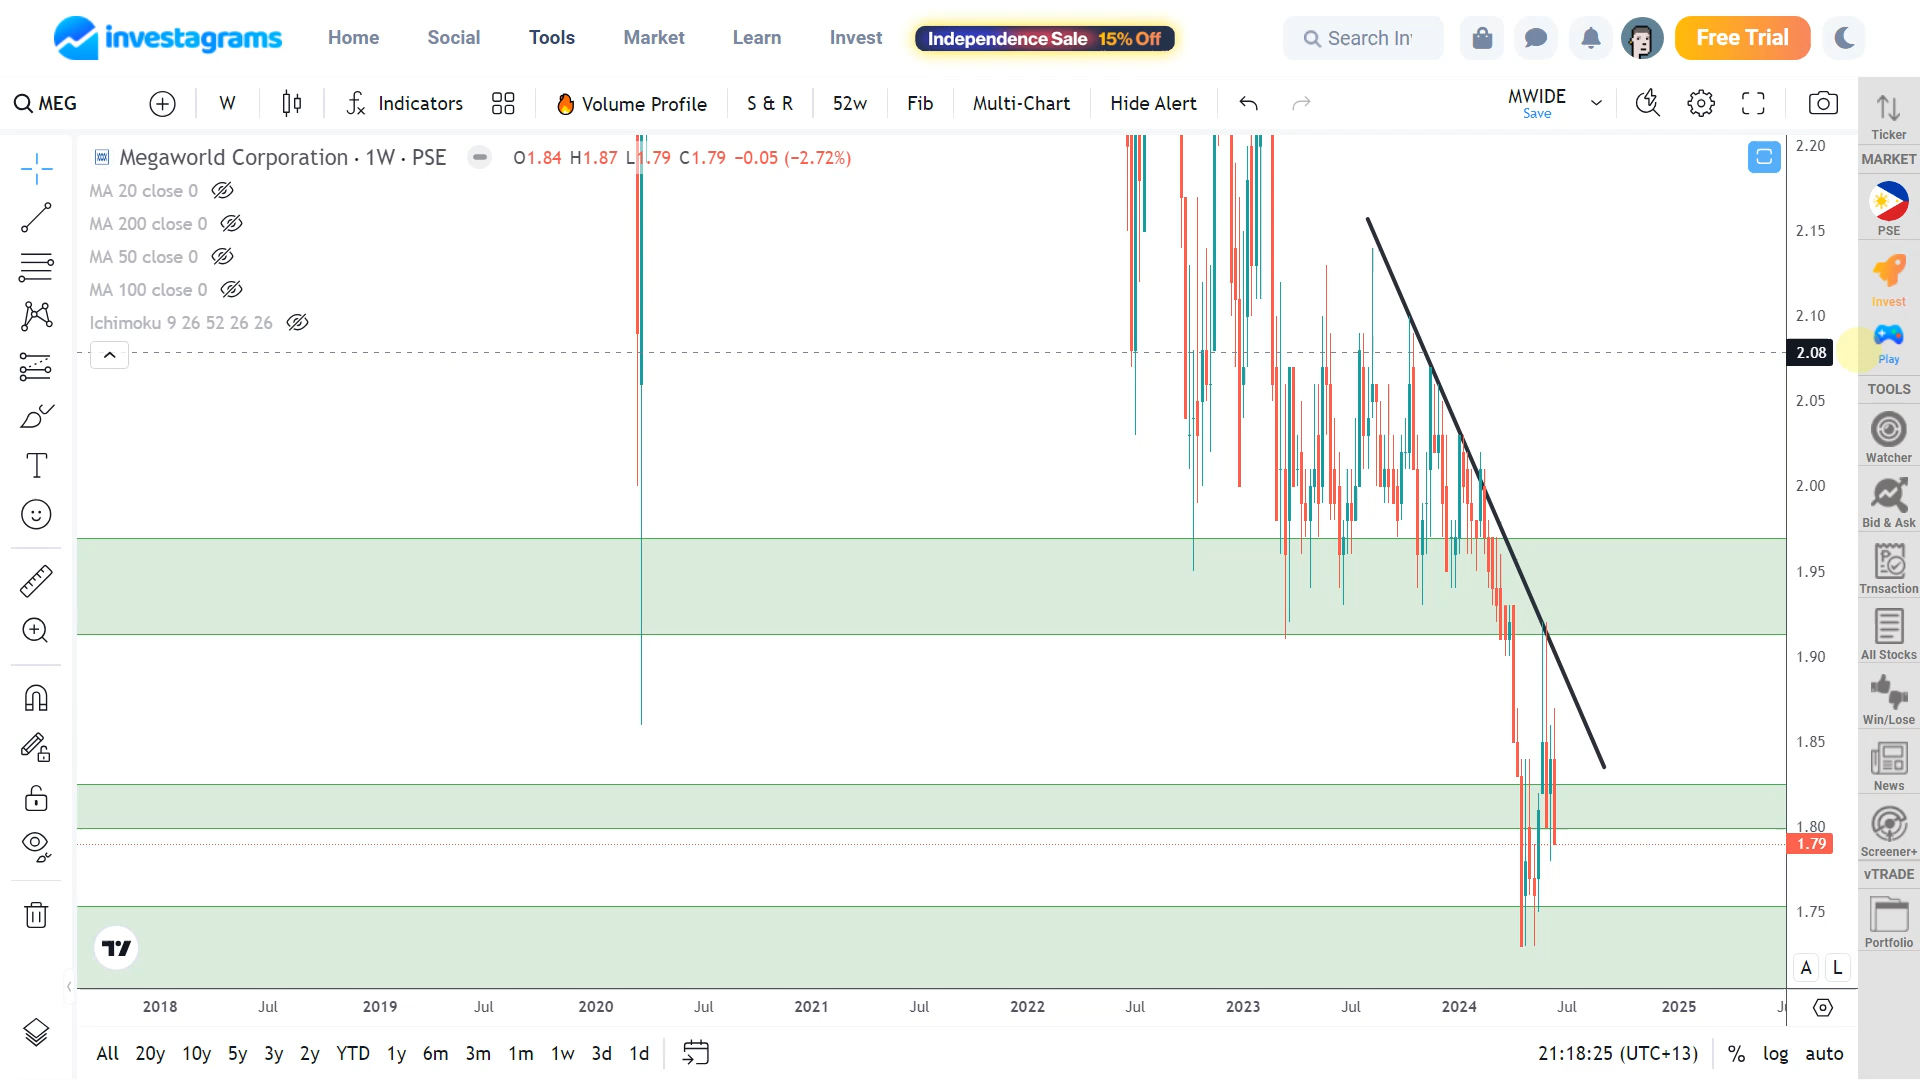 investagrams Home Social Tools Market Learn Invest Independence Sale 15% Off Search In Free Trial
MEG W Indicators Volume Profile S & R 52w Fib Multi-Chart Hide Alert MWIDE
Save
Megaworld Corporation · 1W · PSE O1.84 H1.87 L1.79 C1.79 −0.05 (−2.72%)
MA 20 close 0
MA 200 close 0
MA 50 close 0
MA 100 close 0
Ichimoku 9 26 52 26 26
2.20
2.15
2.10
2.08
2.05
2.00
1.95
1.90
1.85
1.80
1.79
1.75
A L
2018 Jul 2019 Jul 2020 Jul 2021 Jul 2022 Jul 2023 Jul 2024 Jul 2025
All 20y 10y 5y 3y 2y YTD 1y 6m 3m 1m 1w 3d 1d 21:18:25 (UTC+13) % log auto
Ticker
MARKET
PSE
Invest
Play
TOOLS
Watcher
Bid & Ask
Trnsaction
All Stocks
Win/Lose
News
Screener+
vTRADE
Portfolio